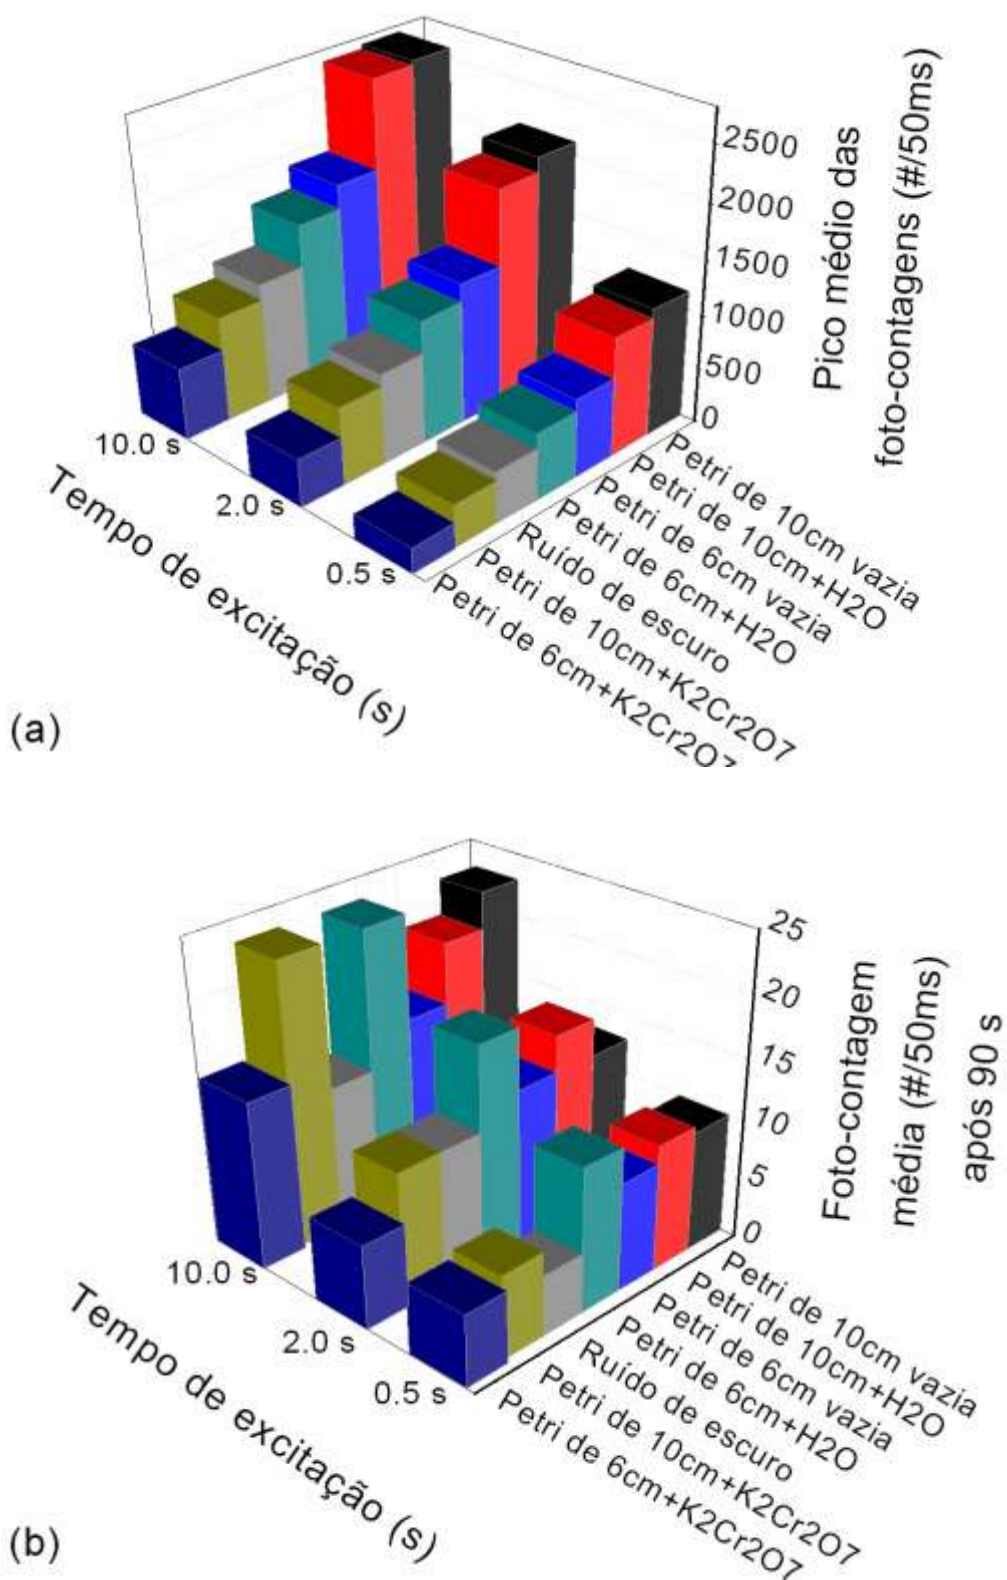 2500
2000
1500
1000
500
0
Pico médio das
foto-contagens (#/50ms)
10.0 s
2.0 s
0.5 s
Tempo de excitação (s)
Petri de 10cm vazia
Petri de 10cm+H2O
Petri de 6cm vazia
Petri de 6cm+H2O
Ruído de escuro
Petri de 10cm+K2Cr2O7
Petri de 6cm+K2Cr2O7
(a)
25
20
15
10
5
0
Foto-contagem
média (#/50ms)
após 90 s
10.0 s
2.0 s
0.5 s
Tempo de excitação (s)
Petri de 10cm vazia
Petri de 10cm+H2O
Petri de 6cm vazia
Petri de 6cm+H2O
Ruído de escuro
Petri de 10cm+K2Cr2O7
Petri de 6cm+K2Cr2O7
(b)